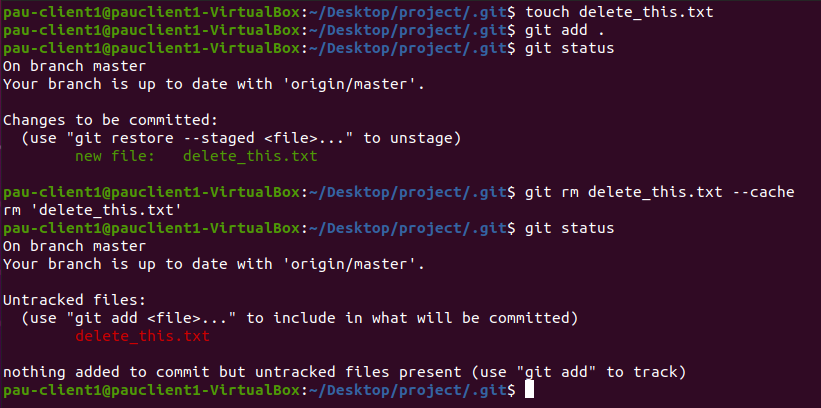 pau-client1@pauclient1-VirtualBox:~/Desktop/project/.git$ touch delete_this.txt
pau-client1@pauclient1-VirtualBox:~/Desktop/project/.git$ git add .
pau-client1@pauclient1-VirtualBox:~/Desktop/project/.git$ git status
On branch master
Your branch is up to date with 'origin/master'.

Changes to be committed:
  (use "git restore --staged <file>..." to unstage)
        new file:   delete_this.txt

pau-client1@pauclient1-VirtualBox:~/Desktop/project/.git$ git rm delete_this.txt --cache
rm 'delete_this.txt'
pau-client1@pauclient1-VirtualBox:~/Desktop/project/.git$ git status
On branch master
Your branch is up to date with 'origin/master'.

Untracked files:
  (use "git add <file>..." to include in what will be committed)
        delete_this.txt

nothing added to commit but untracked files present (use "git add" to track)
pau-client1@pauclient1-VirtualBox:~/Desktop/project/.git$